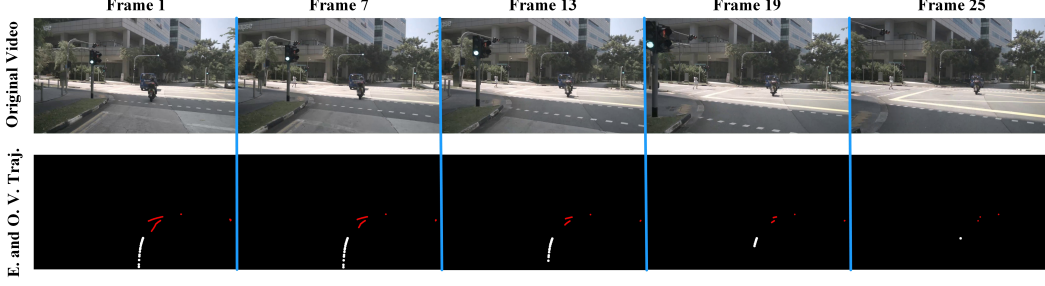 Frame 1 Frame 7 Frame 13 Frame 19 Frame 25
Original Video
E. and O. V. Traj.